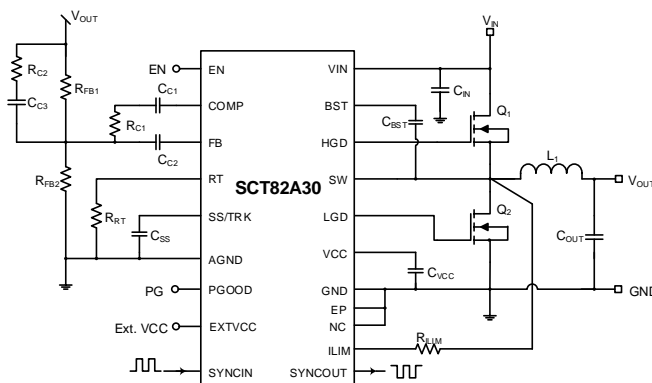 VOUT
VIN
RC2
RFB1
CC3
EN
EN
VIN
CC1
CIN
COMP
BST
Q1
RC1
CBST
FB
HGD
CC2
L1
RFB2
RT
SCT82A30
SW
VOUT
Q2
RRT
SS/TRK
LGD
CSS
COUT
VCC
CVCC
AGND
PG
PGOOD
GND
GND
EP
Ext. VCC
EXTVCC
NC
RILIM
ILIM
SYNCIN
SYNCOUT